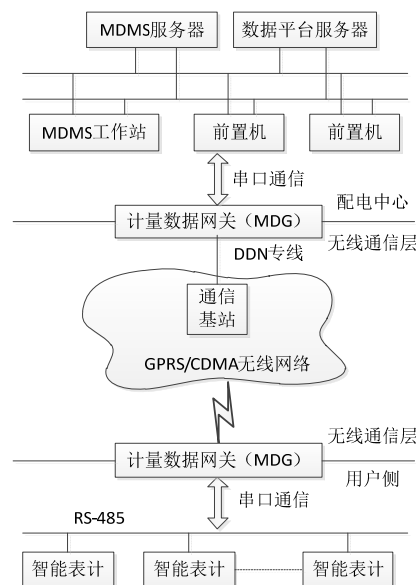 MDMS服务器
数据平台服务器
MDMS工作站
前置机
前置机
串口通信
配电中心
计量数据网关（MDG）
无线通信层
DDN专线
通信
基站
GPRS/CDMA无线网络
无线通信层
计量数据网关（MDG）
用户侧
串口通信
RS-485
智能表计
智能表计
智能表计